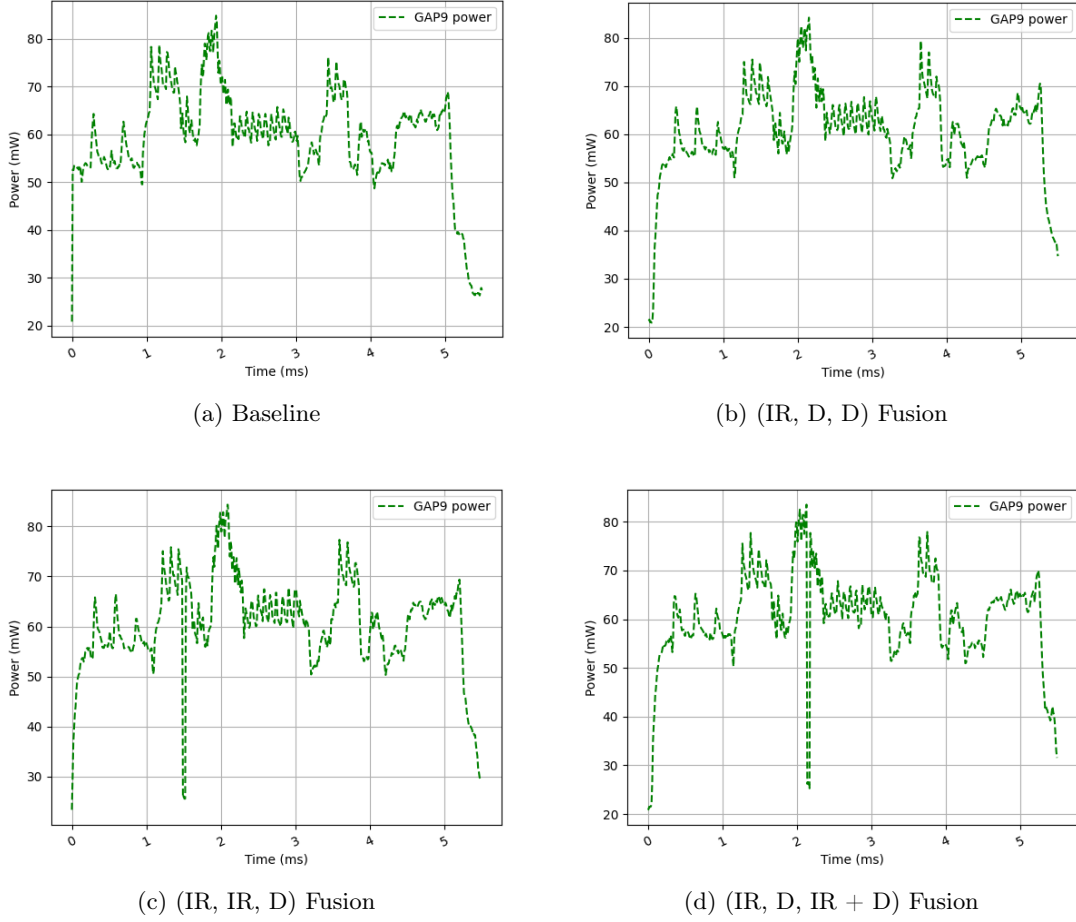 GAP9 power
80
70
60
50
40
30
20
Power (mW)
0 1 2 3 4 5
Time (ms)
(a) Baseline
GAP9 power
80
70
60
50
40
30
20
Power (mW)
0 1 2 3 4 5
Time (ms)
(b) (IR, D, D) Fusion
GAP9 power
80
70
60
50
40
30
Power (mW)
0 1 2 3 4 5
Time (ms)
(c) (IR, IR, D) Fusion
GAP9 power
80
70
60
50
40
30
20
Power (mW)
0 1 2 3 4 5
Time (ms)
(d) (IR, D, IR + D) Fusion